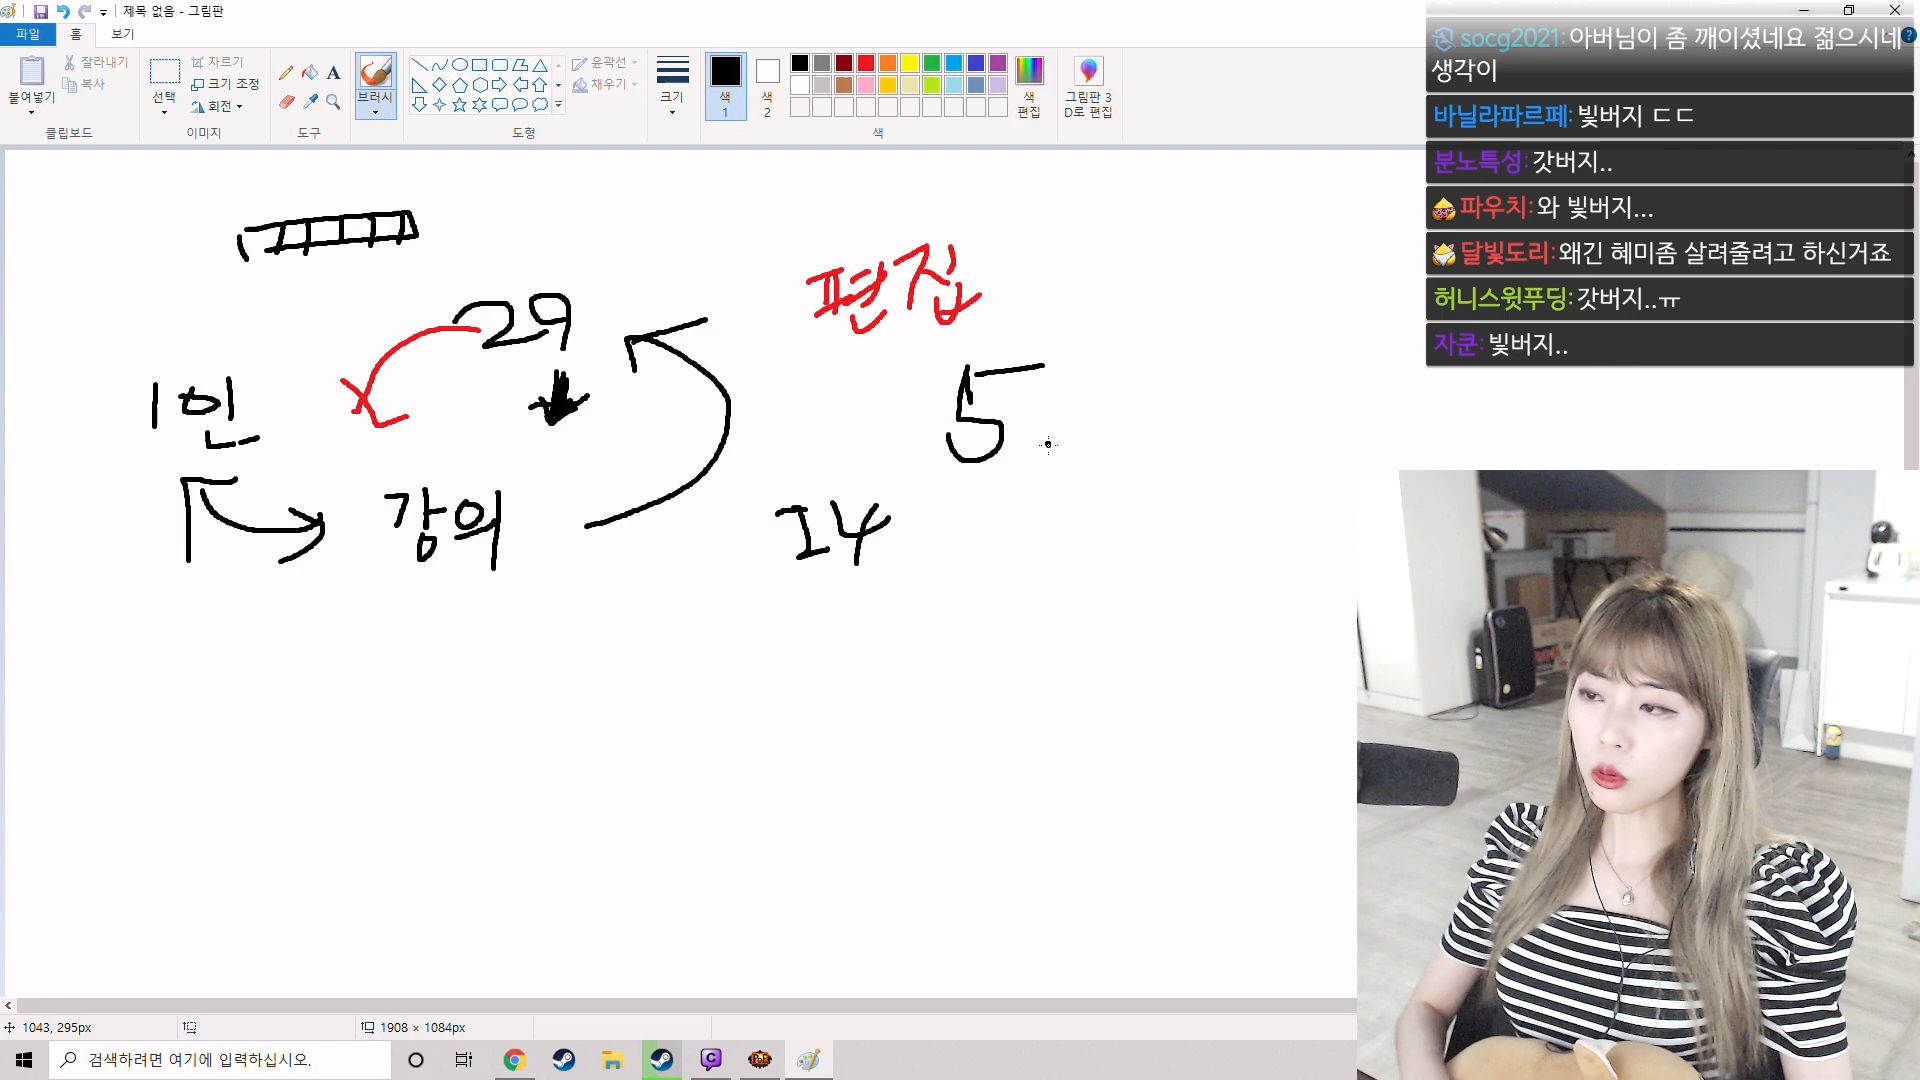 제목 없음 - 그림판
파일 홈 보기
붙여넣기
잘라내기
복사
클립보드
선택
자르기
크기 조정
회전
이미지
A
도구
브러시
윤곽선
채우기
도형
크기
색 1
색 2
색 편집
색
그림판 3D로 편집
socg2021: 아버님이 좀 깨이셨네요 젊으시네
생각이
바닐라파르페: 빛버지 ㄷㄷ
분노특성: 갓버지..
파우치: 와 빛버지...
달빛도리: 왜긴 혜미좀 살려줄려고 하신거죠
허니스윗푸딩: 갓버지..ㅠ
자쿤: 빛버지..
편집
29
1인
5
강의
I4
1043, 295px
1908 × 1084px
검색하려면 여기에 입력하십시오.